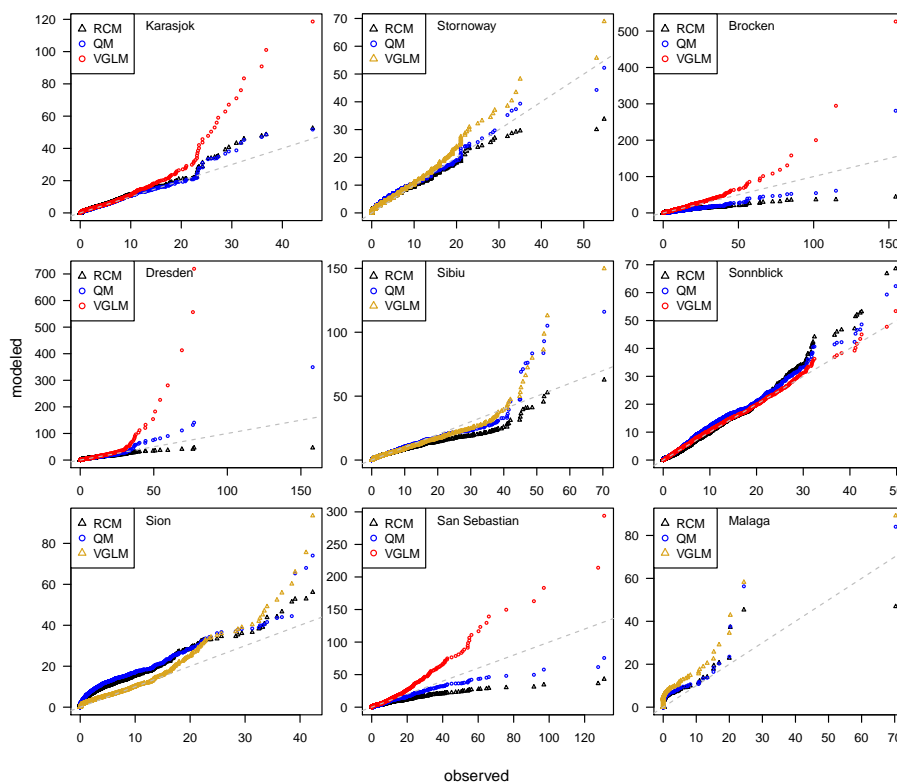 Karasjok
RCM
QM
VGLM
0 20 40 60 80 100 120
0 10 20 30 40
Stornoway
RCM
QM
VGLM
0 10 20 30 40 50 60 70
0 10 20 30 40 50
Brocken
RCM
QM
VGLM
0 100 200 300 400 500
0 50 100 150
Dresden
RCM
QM
VGLM
0 100 200 300 400 500 600 700
0 50 100 150
Sibiu
RCM
QM
VGLM
0 50 100 150
0 10 20 30 40 50 60 70
Sonnblick
RCM
QM
VGLM
0 10 20 30 40 50 60 70
0 10 20 30 40 50
Sion
RCM
QM
VGLM
0 20 40 60 80
0 10 20 30 40
San Sebastian
RCM
QM
VGLM
0 50 100 150 200 250 300
0 20 40 60 80 100 120
Malaga
RCM
QM
VGLM
0 20 40 60 80
0 10 20 30 40 50 60 70
modeled
observed